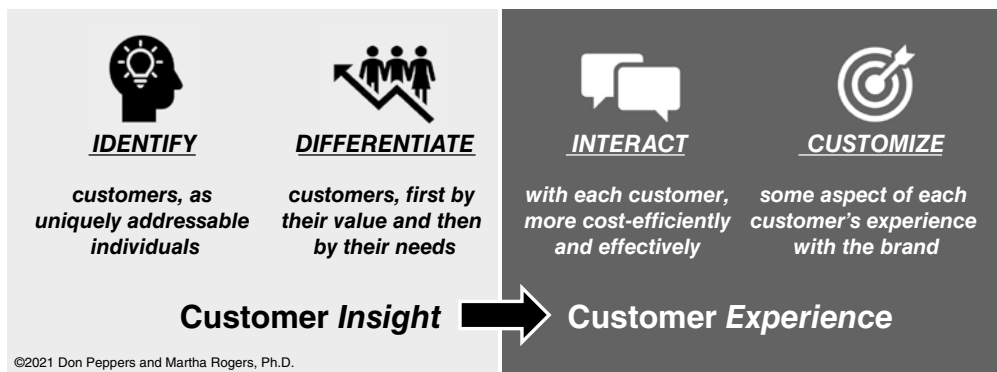 IDENTIFY
customers, as
uniquely addressable
individuals
DIFFERENTIATE
customers, first by
their value and then
by their needs
INTERACT
with each customer,
more cost-efficiently
and effectively
CUSTOMIZE
some aspect of each
customer’s experience
with the brand
Customer Insight
Customer Experience
©2021 Don Peppers and Martha Rogers, Ph.D.